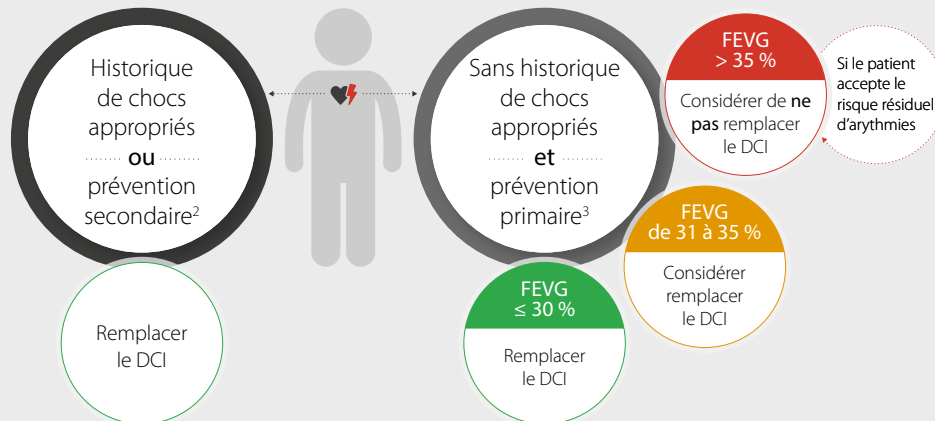 Historique
de chocs
appropriés
ou
prévention
secondaire²
Remplacer
le DCI
Sans historique
de chocs
appropriés
et
prévention
primaire³
FEVG
≤ 30 %
Remplacer
le DCI
FEVG
de 31 à 35 %
Considérer
remplacer
le DCI
FEVG
> 35 %
Considérer de ne
pas remplacer
le DCI
Si le patient
accepte le
risque résiduel
d'arythmies